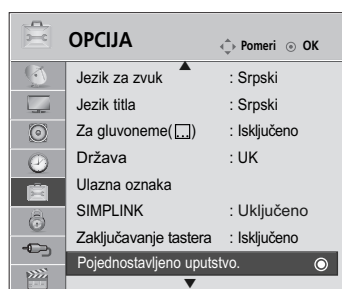 OPCIJA Pomeri OK
Jezik za zvuk : Srpski
Jezik titla : Srpski
Za gluvoneme(...) : Isključeno
Država : UK
Ulazna oznaka
SIMPLINK : Uključeno
Zaključavanje tastera : Isključeno
Pojednostavljeno uputstvo.